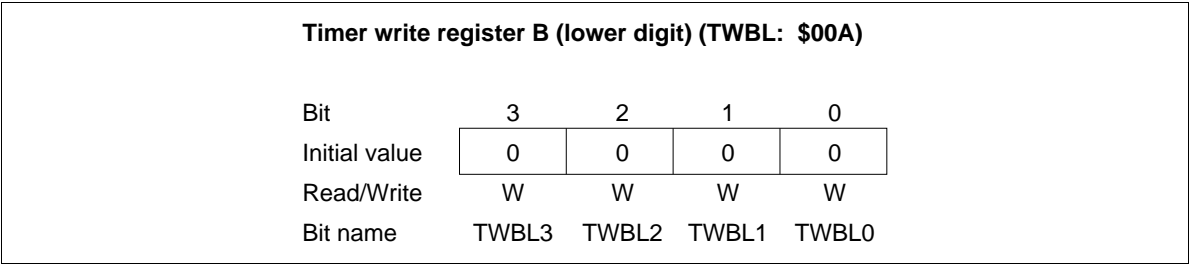 Timer write register B (lower digit) (TWBL: $00A)
Bit 3 2 1 0
Initial value 0 0 0 0
Read/Write W W W W
Bit name TWBL3 TWBL2 TWBL1 TWBL0